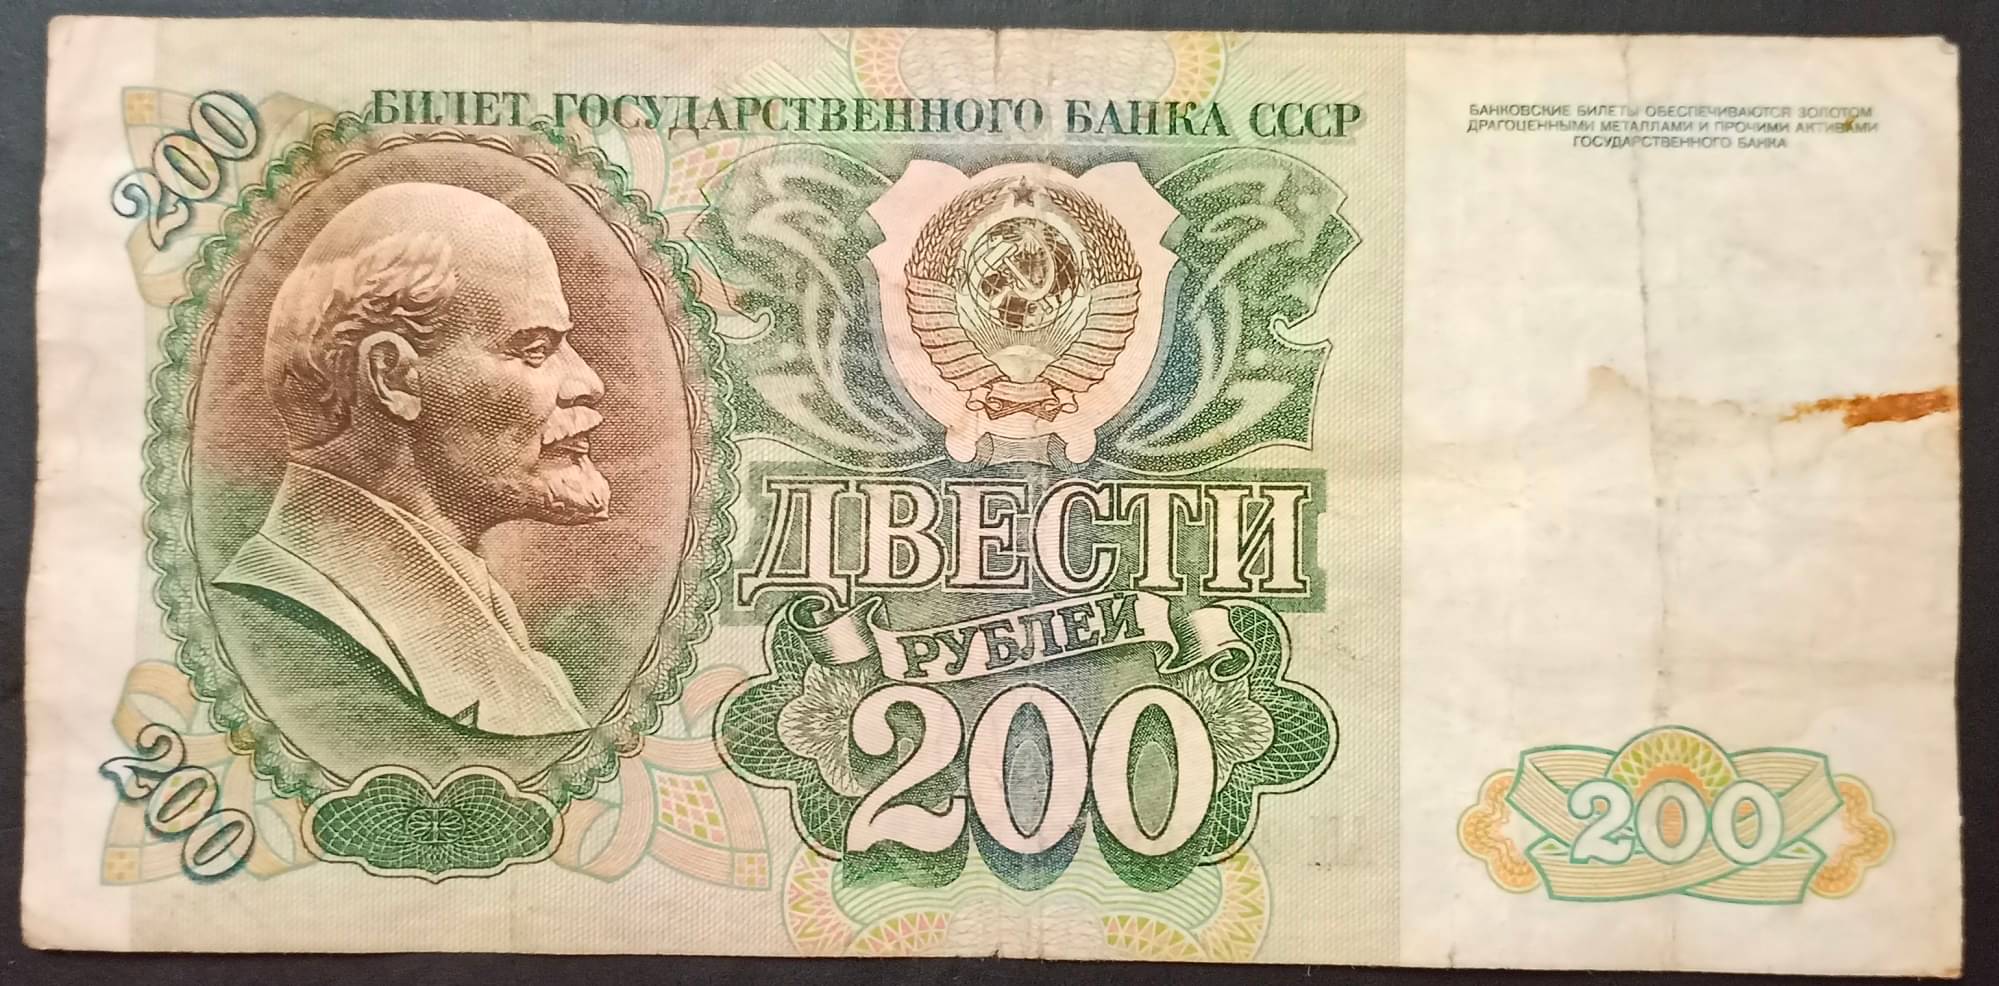 200
БИЛЕТ ГОСУДАРСТВЕННОГО БАНКА СССР
БАНКОВСКИЕ БИЛЕТЫ ОБЕСПЕЧИВАЮТСЯ ЗОЛОТОМ
ДРАГОЦЕННЫМИ МЕТАЛЛАМИ И ПРОЧИМИ АКТИВАМИ
ГОСУДАРСТВЕННОГО БАНКА
ДВЕСТИ
РУБЛЕЙ
200
200
200